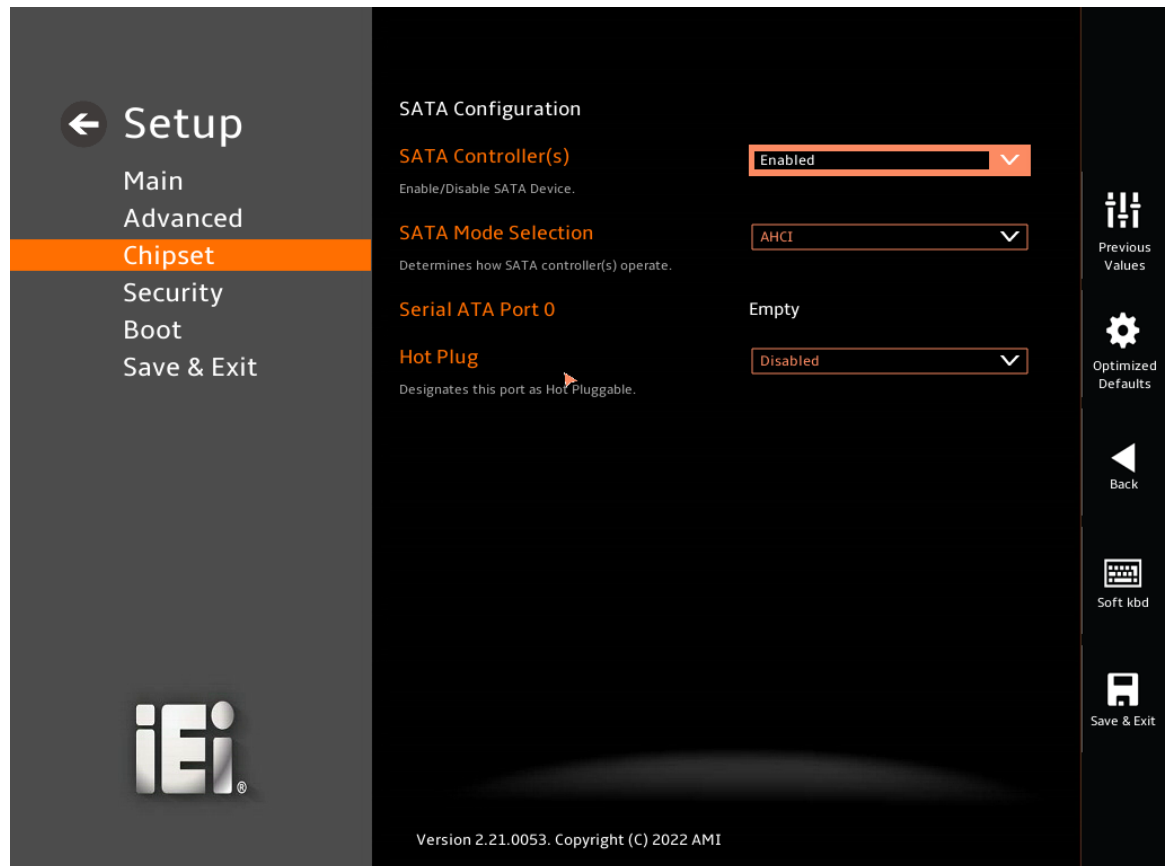 Setup
Main
Advanced
Chipset
Security
Boot
Save & Exit
iEi®
SATA Configuration
SATA Controller(s)
Enabled
Enable/Disable SATA Device.
SATA Mode Selection
AHCI
Determines how SATA controller(s) operate.
Serial ATA Port 0
Empty
Hot Plug
Disabled
Designates this port as Hot Pluggable.
Version 2.21.0053. Copyright (C) 2022 AMI
Previous
Values
Optimized
Defaults
Back
Soft kbd
Save & Exit